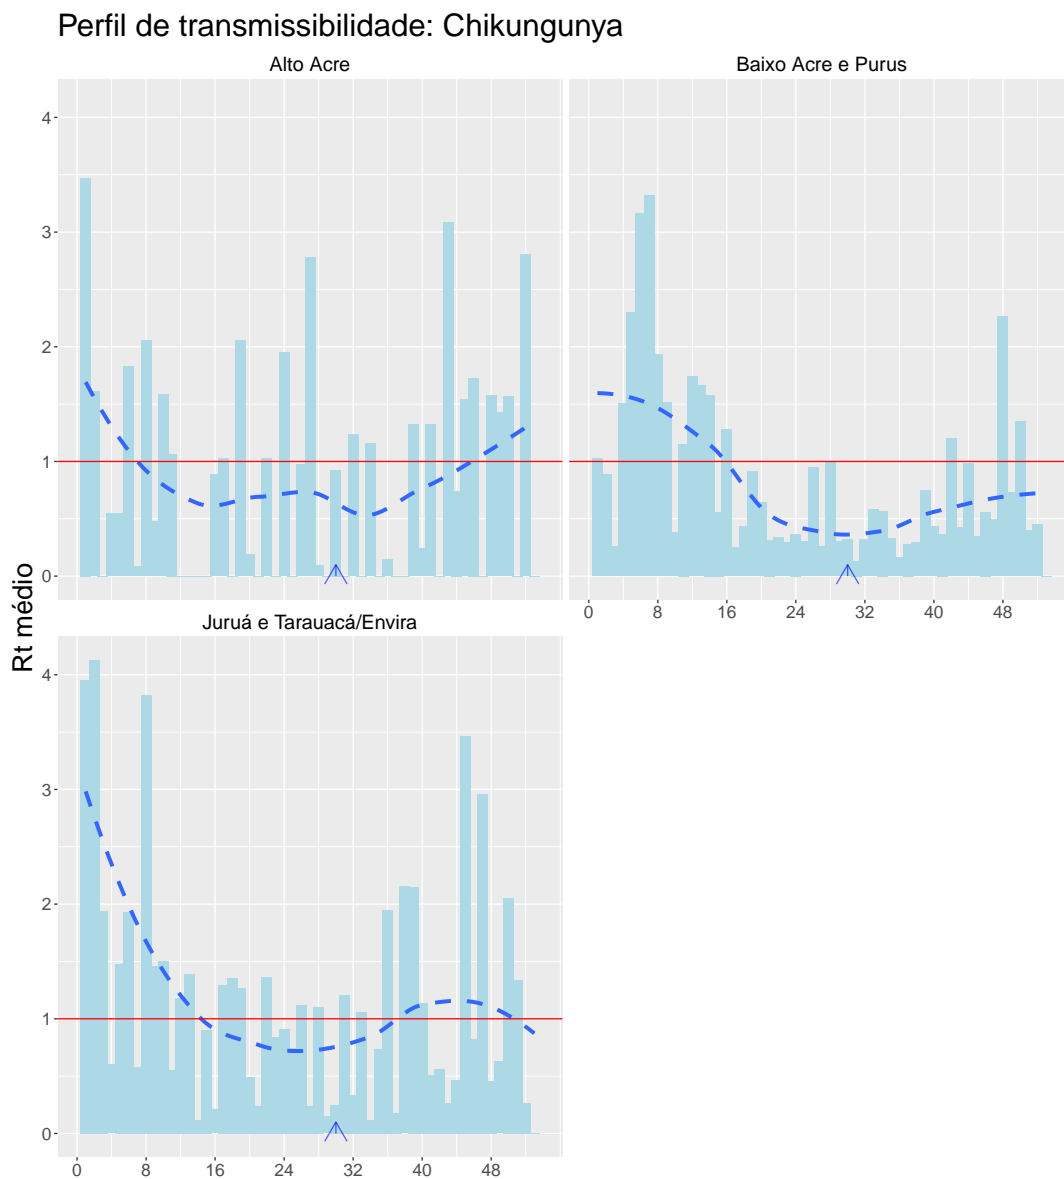 Perfil de transmissibilidade: Chikungunya
Alto Acre
Baixo Acre e Purus
4
3
2
1
0
0 8 16 24 32 40 48
Rt médio
Juruá e Tarauacá/Envira
4
3
2
1
0
0 8 16 24 32 40 48